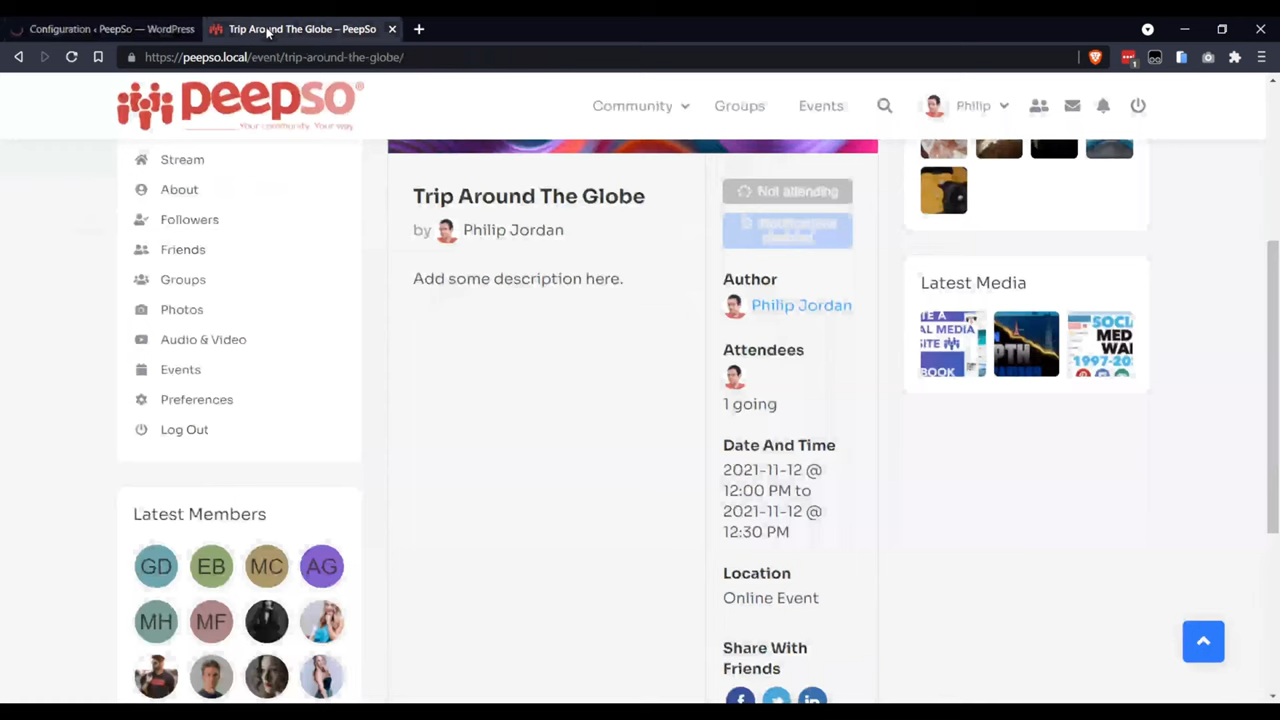 Configuration ‹ PeepSo — WordPress
Trip Around The Globe – PeepSo
https://peepso.local/event/trip-around-the-globe/
1
peepso®
Your community. Your way.
Community
Groups
Events
Philip
Stream
About
Followers
Friends
Groups
Photos
Audio & Video
Events
Preferences
Log Out
Latest Members
GD
EB
MC
AG
MH
MF
Trip Around The Globe
by Philip Jordan
Add some description here.
Not attending
Author
Philip Jordan
Attendees
1 going
Date And Time
2021-11-12 @
12:00 PM to
2021-11-12 @
12:30 PM
Location
Online Event
Share With
Friends
Latest Media